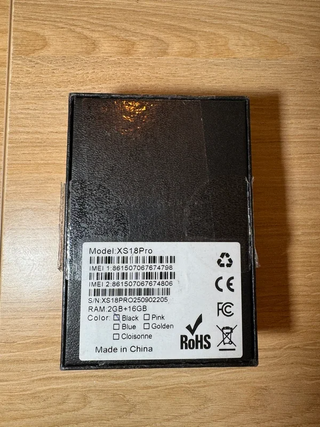 Model:XS18Pro
IMEI 1:861507067674798
IMEI 2:861507067674806
S/N:XS18PRO250902205
RAM:2GB+16GB
Color: Black Pink
Blue Golden
Cloisonne
Made in China
CE
FC
RoHS